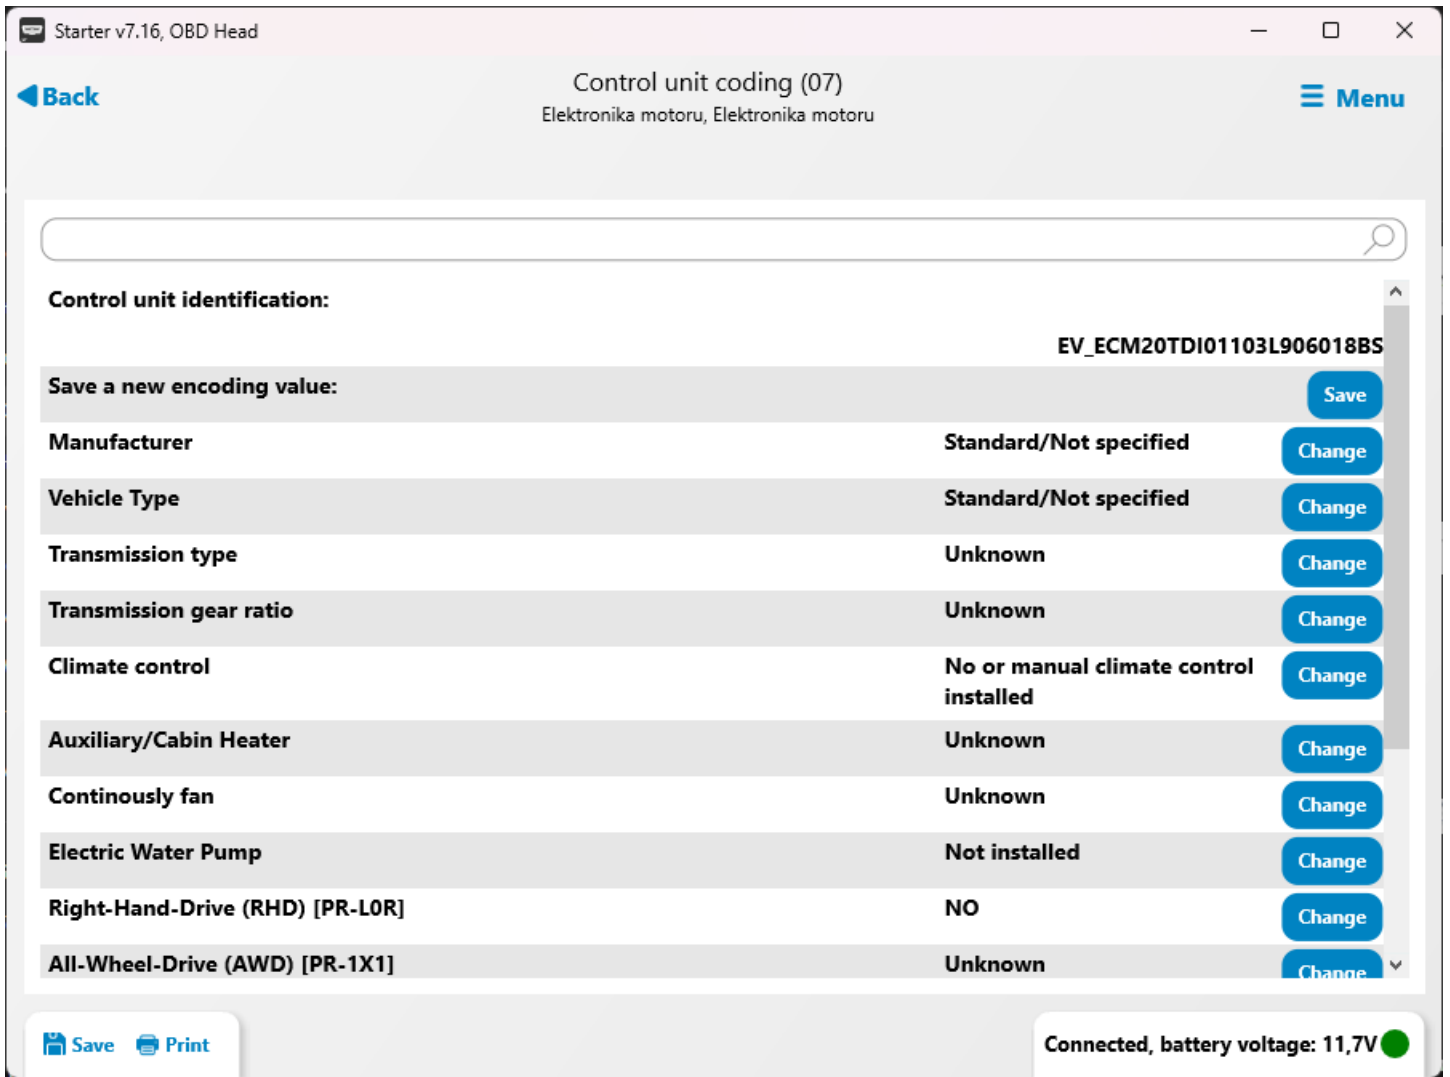 Starter v7.16, OBD Head
Back
Control unit coding (07)
Menu
Elektronika motoru, Elektronika motoru
Control unit identification:
EV_ECM20TDI01103L906018BS
Save a new encoding value:
Save
Manufacturer
Standard/Not specified
Change
Vehicle Type
Standard/Not specified
Change
Transmission type
Unknown
Change
Transmission gear ratio
Unknown
Change
Climate control
No or manual climate control
installed
Change
Auxiliary/Cabin Heater
Unknown
Change
Continously fan
Unknown
Change
Electric Water Pump
Not installed
Change
Right-Hand-Drive (RHD) [PR-L0R]
NO
Change
All-Wheel-Drive (AWD) [PR-1X1]
Unknown
Change
Save
Print
Connected, battery voltage: 11,7V